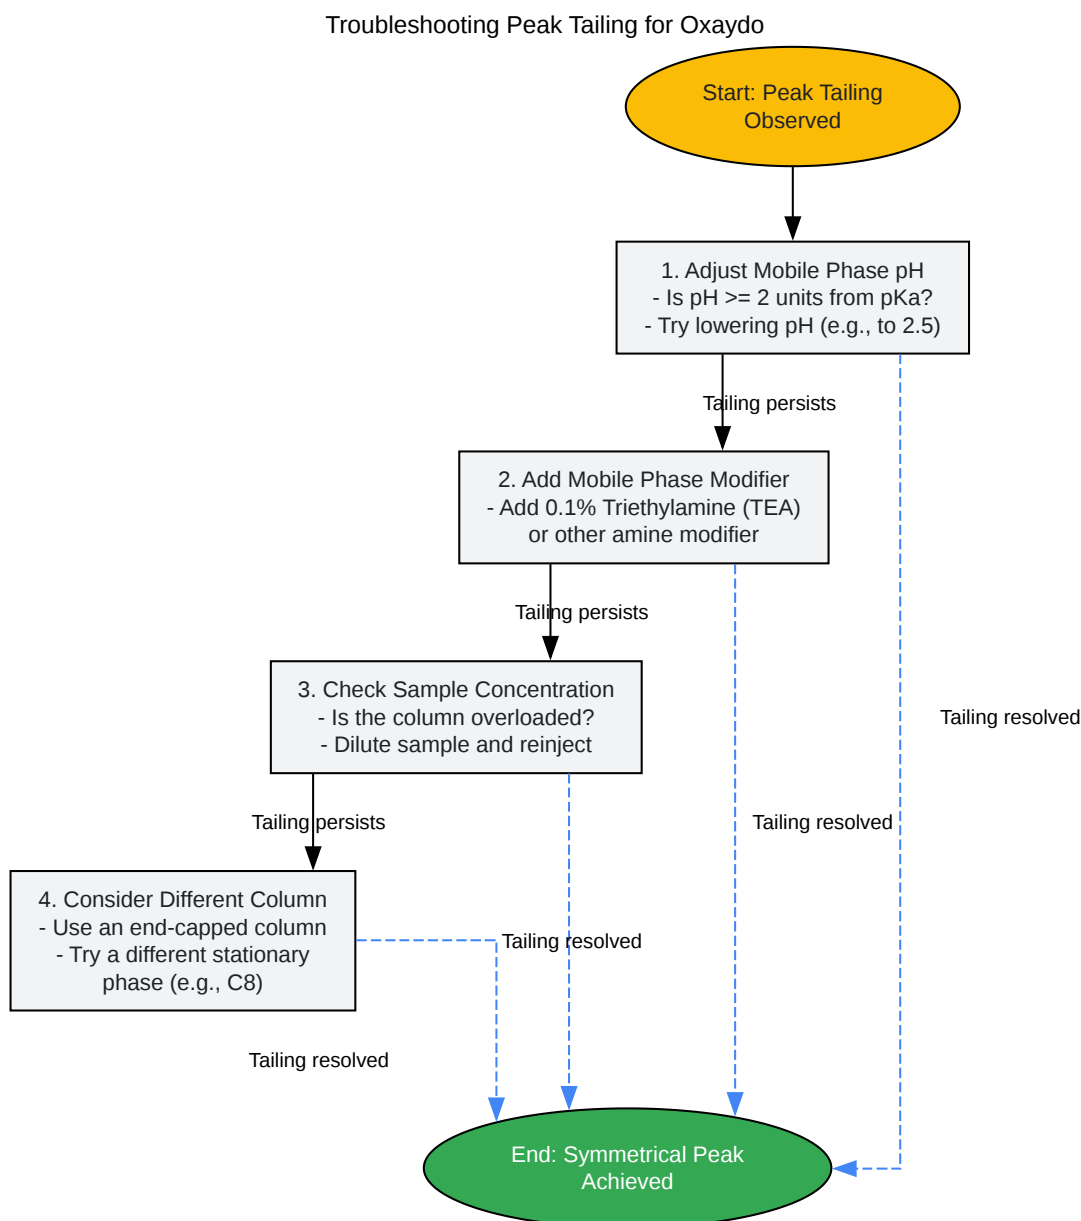 Troubleshooting Peak Tailing for Oxaydo
Start: Peak Tailing
Observed
1. Adjust Mobile Phase pH
- Is pH >= 2 units from pKa?
- Try lowering pH (e.g., to 2.5)
Tailing persists
2. Add Mobile Phase Modifier
- Add 0.1% Triethylamine (TEA)
or other amine modifier
Tailing persists
3. Check Sample Concentration
- Is the column overloaded?
- Dilute sample and reinject
Tailing resolved
Tailing persists
Tailing resolved
4. Consider Different Column
- Use an end-capped column
- Try a different stationary
phase (e.g., C8)
Tailing resolved
Tailing resolved
End: Symmetrical Peak
Achieved